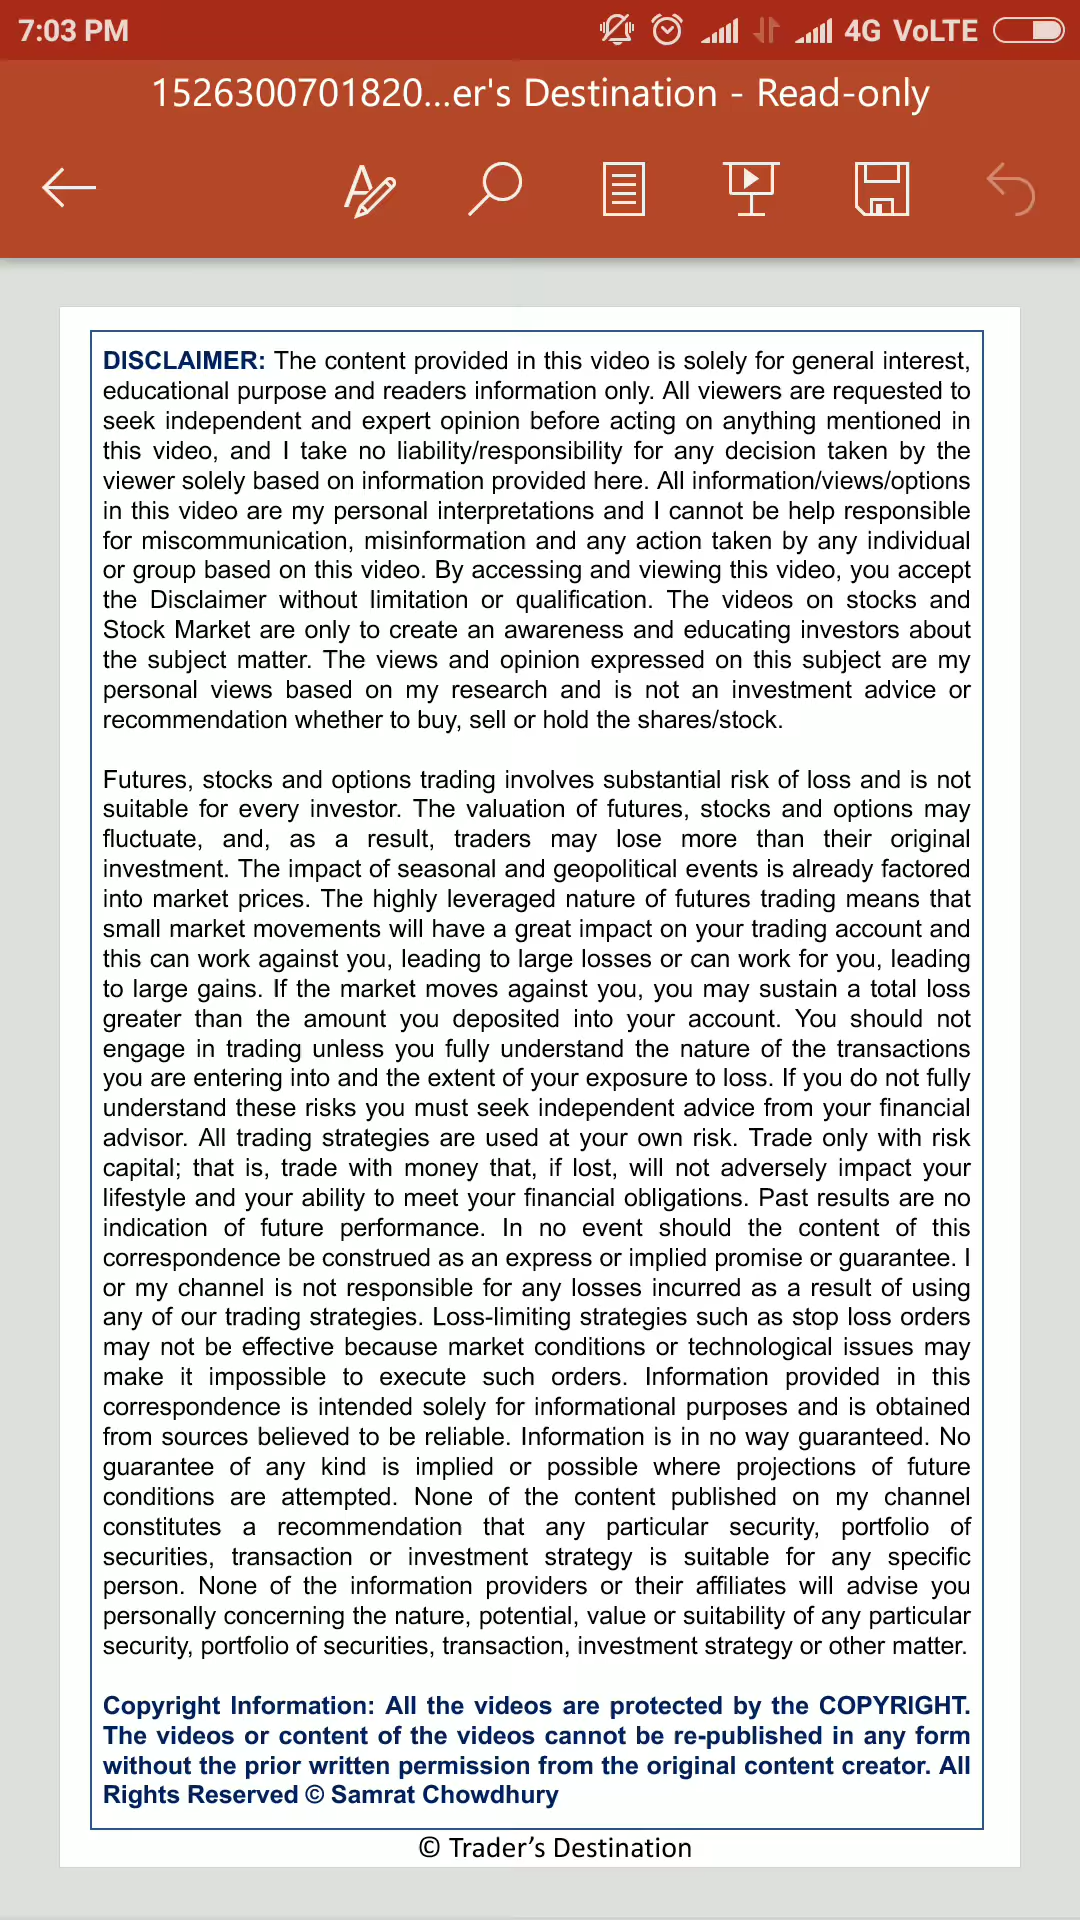 7:03 PM
4G VoLTE
1526300701820...er's Destination - Read-only
DISCLAIMER: The content provided in this video is solely for general interest,
educational purpose and readers information only. All viewers are requested to
seek independent and expert opinion before acting on anything mentioned in
this video, and I take no liability/responsibility for any decision taken by the
viewer solely based on information provided here. All information/views/options
in this video are my personal interpretations and I cannot be help responsible
for miscommunication, misinformation and any action taken by any individual
or group based on this video. By accessing and viewing this video, you accept
the Disclaimer without limitation or qualification. The videos on stocks and
Stock Market are only to create an awareness and educating investors about
the subject matter. The views and opinion expressed on this subject are my
personal views based on my research and is not an investment advice or
recommendation whether to buy, sell or hold the shares/stock.
Futures, stocks and options trading involves substantial risk of loss and is not
suitable for every investor. The valuation of futures, stocks and options may
fluctuate, and, as a result, traders may lose more than their original
investment. The impact of seasonal and geopolitical events is already factored
into market prices. The highly leveraged nature of futures trading means that
small market movements will have a great impact on your trading account and
this can work against you, leading to large losses or can work for you, leading
to large gains. If the market moves against you, you may sustain a total loss
greater than the amount you deposited into your account. You should not
engage in trading unless you fully understand the nature of the transactions
you are entering into and the extent of your exposure to loss. If you do not fully
understand these risks you must seek independent advice from your financial
advisor. All trading strategies are used at your own risk. Trade only with risk
capital; that is, trade with money that, if lost, will not adversely impact your
lifestyle and your ability to meet your financial obligations. Past results are no
indication of future performance. In no event should the content of this
correspondence be construed as an express or implied promise or guarantee. I
or my channel is not responsible for any losses incurred as a result of using
any of our trading strategies. Loss-limiting strategies such as stop loss orders
may not be effective because market conditions or technological issues may
make it impossible to execute such orders. Information provided in this
correspondence is intended solely for informational purposes and is obtained
from sources believed to be reliable. Information is in no way guaranteed. No
guarantee of any kind is implied or possible where projections of future
conditions are attempted. None of the content published on my channel
constitutes a recommendation that any particular security, portfolio of
securities, transaction or investment strategy is suitable for any specific
person. None of the information providers or their affiliates will advise you
personally concerning the nature, potential, value or suitability of any particular
security, portfolio of securities, transaction, investment strategy or other matter.
Copyright Information: All the videos are protected by the COPYRIGHT.
The videos or content of the videos cannot be re-published in any form
without the prior written permission from the original content creator. All
Rights Reserved © Samrat Chowdhury
© Trader’s Destination